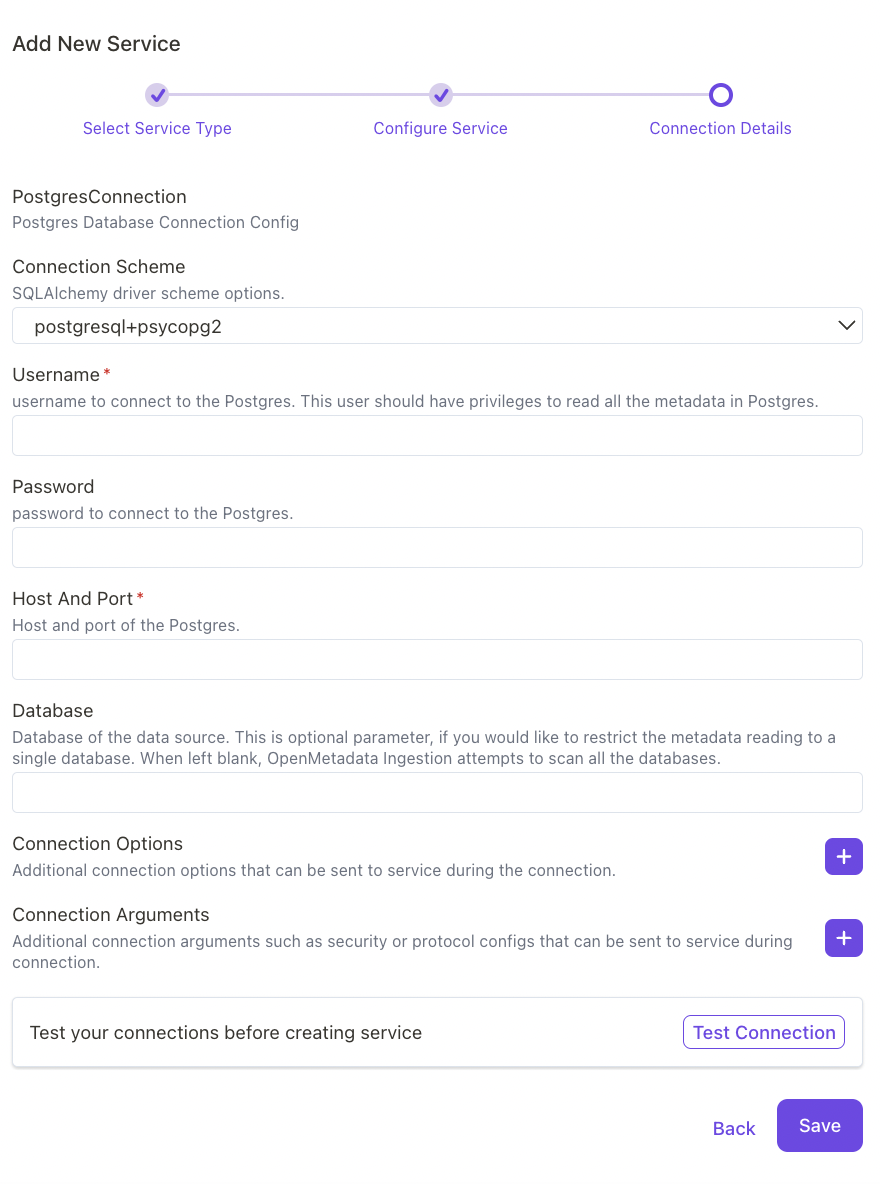 Add New Service
Select Service Type
Configure Service
Connection Details
PostgresConnection
Postgres Database Connection Config
Connection Scheme
SQLAlchemy driver scheme options.
postgresql+psycopg2
Username*
username to connect to the Postgres. This user should have privileges to read all the metadata in Postgres.
Password
password to connect to the Postgres.
Host And Port*
Host and port of the Postgres.
Database
Database of the data source. This is optional parameter, if you would like to restrict the metadata reading to a
single database. When left blank, OpenMetadata Ingestion attempts to scan all the databases.
Connection Options
Additional connection options that can be sent to service during the connection.
Connection Arguments
Additional connection arguments such as security or protocol configs that can be sent to service during
connection.
Test your connections before creating service
Test Connection
Back
Save